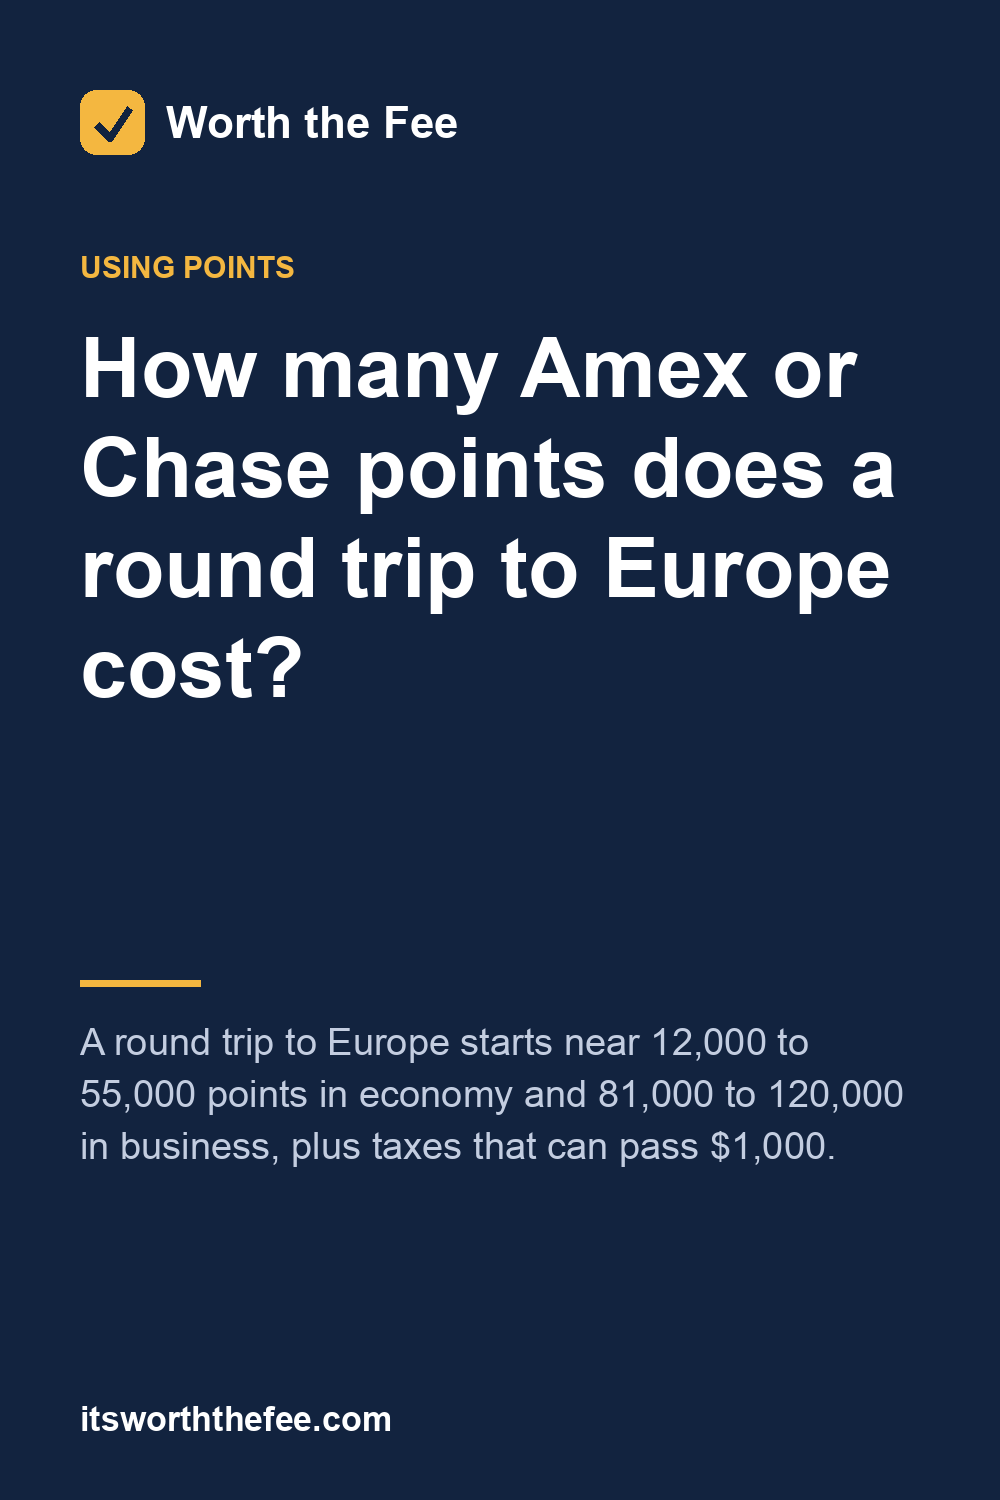 Worth the Fee
USING POINTS
How many Amex or
Chase points does a
round trip to Europe
cost?
A round trip to Europe starts near 12,000 to
55,000 points in economy and 81,000 to 120,000
in business, plus taxes that can pass $1,000.
itsworththefee.com